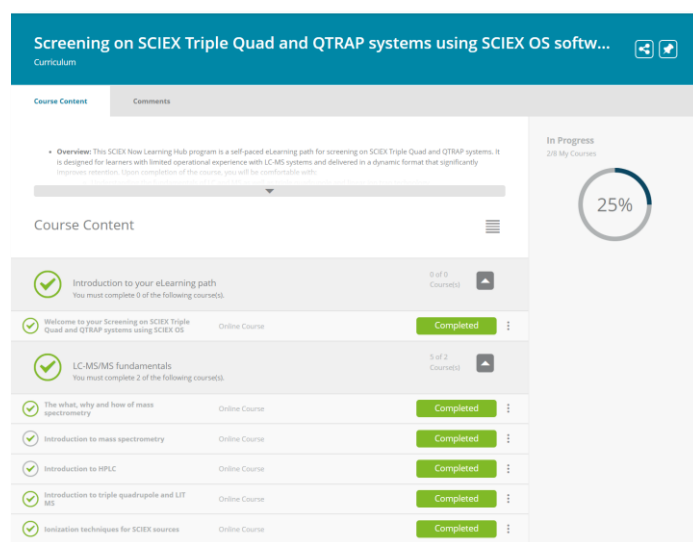 Screening on SCIEX Triple Quad and QTRAP systems using SCIEX OS softw...
Curriculum
Course Content
Comments
• Overview: This SCIEX Now Learning Hub program is a self-paced eLearning path for screening on SCIEX Triple Quad and QTRAP systems. It
is designed for learners with limited operational experience with LC-MS systems and delivered in a dynamic format that significantly
improves retention. Upon completion of the course, you will be comfortable with:
In Progress
2/8 My Courses
25%
Course Content
Introduction to your eLearning path
You must complete 0 of the following course(s).
0 of 0
Course(s)
Welcome to your Screening on SCIEX Triple
Quad and QTRAP systems using SCIEX OS
Online Course
Completed
LC-MS/MS fundamentals
You must complete 2 of the following course(s).
5 of 2
Course(s)
The what, why and how of mass
spectrometry
Online Course
Completed
Introduction to mass spectrometry
Online Course
Completed
Introduction to HPLC
Online Course
Completed
Introduction to triple quadrupole and LIT
MS
Online Course
Completed
Ionization techniques for SCIEX sources
Online Course
Completed